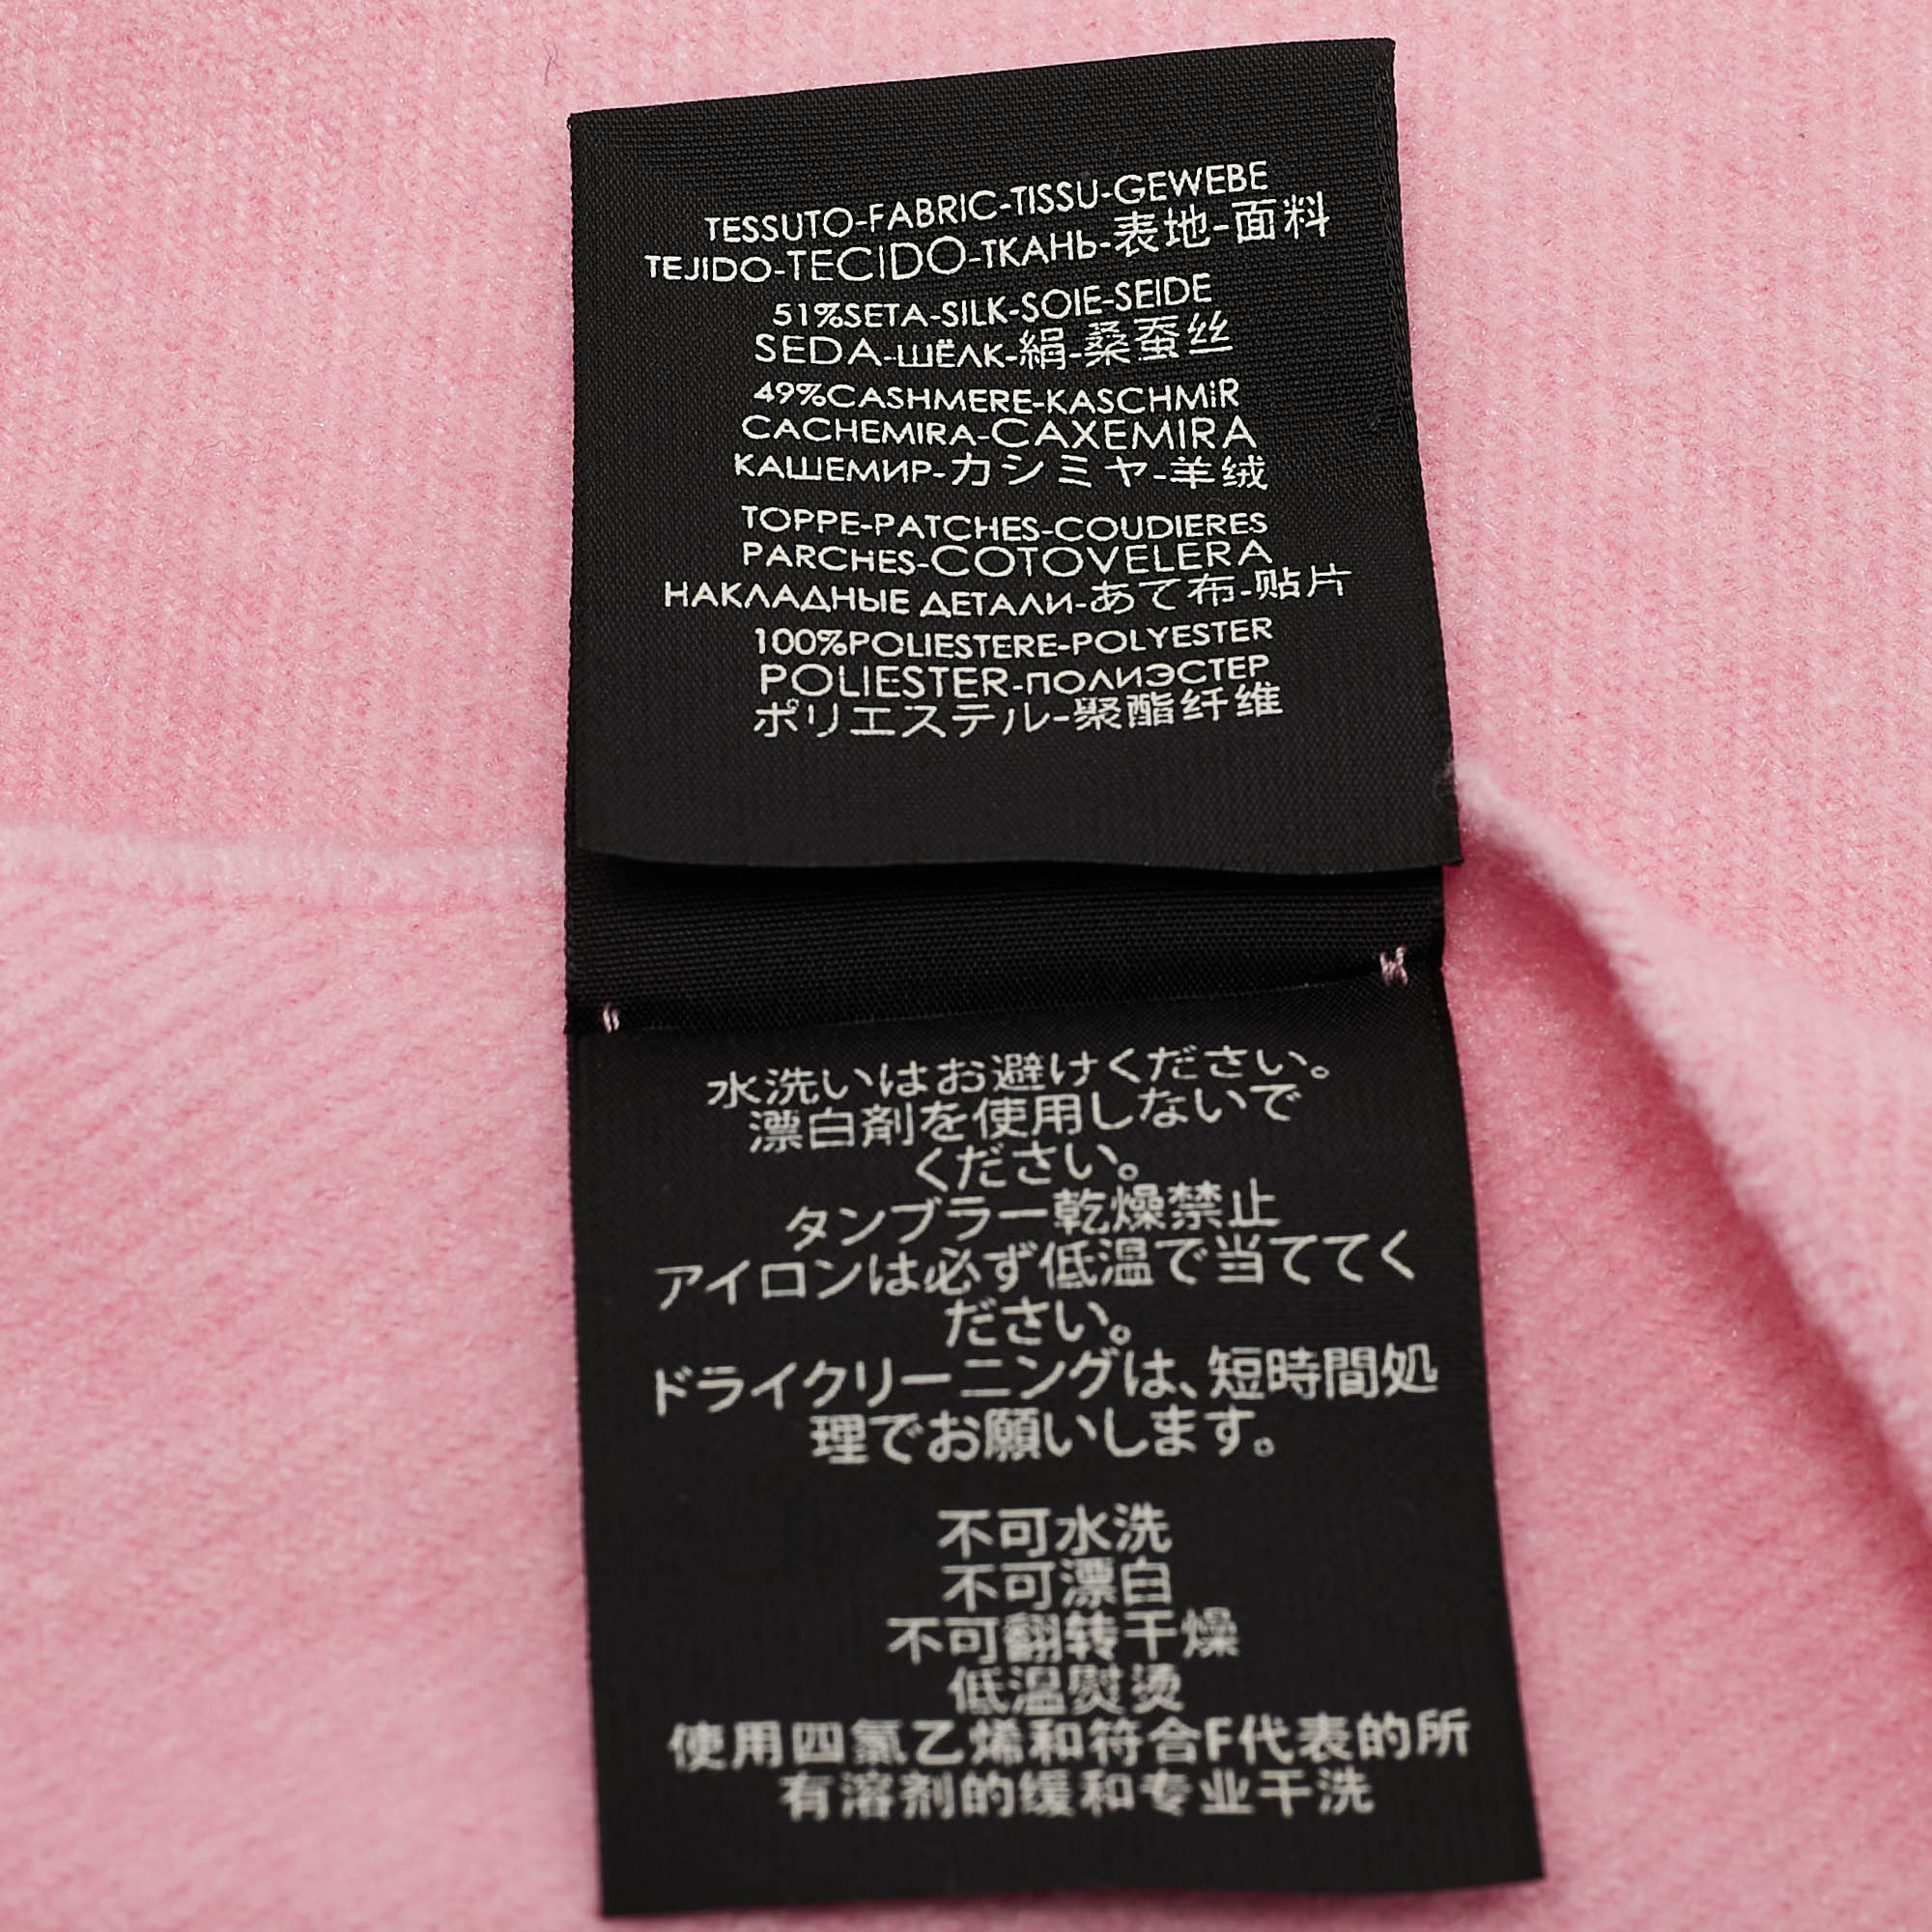 TESSUTO-FABRIC-TISSU-GEWEBE
TEJIDO-TECIDO-ТКАНЬ-表地-面料
51%SETA-SILK-SOIE-SEIDE
SEDA-ШЁЛК-絹-桑蚕丝
49%CASHMERE-KASCHMiR
CACHEMIRA-CAXEMIRA
КАШЕМИР-カシミヤ-羊绒
TOPPE-PATCHES-COUDIERES
PARCHES-COTOVELERA
НАКЛАДНЫЕ ДЕТАЛИ-あて布-贴片
100%POLIESTERE-POLYESTER
POLIESTER-ПОЛИЭСТЕР
ポリエステル-聚酯纤维
水洗いはお避けください。
漂白剤を使用しないで
ください。
タンブラー乾燥禁止
アイロンは必ず低温で当ててく
ださい。
ドライクリーニングは、短時間処
理でお願いします。
不可水洗
不可漂白
不可翻转干燥
低温熨烫
使用四氯乙烯和符合F代表的所
有溶剂的缓和专业干洗